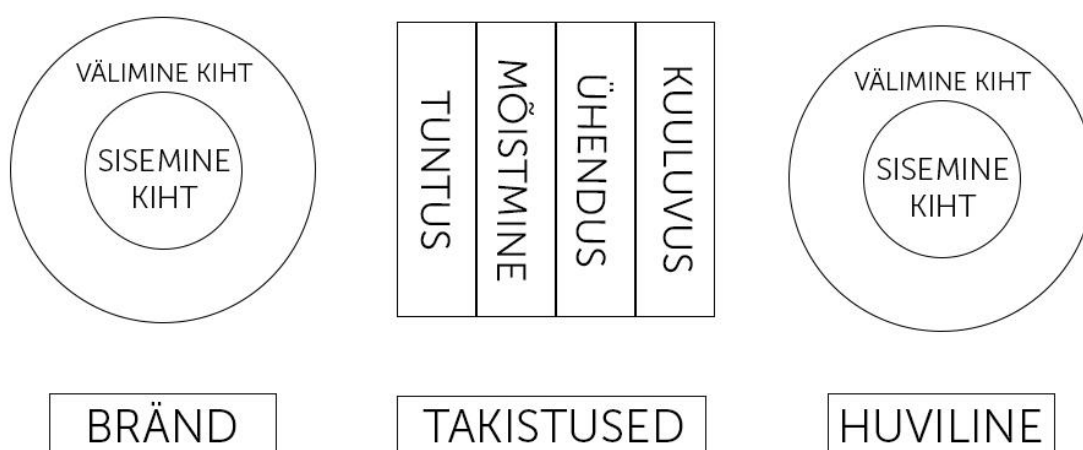 VÄLIMINE KIHT
SISEMINE
KIHT
TUNTUS
MÕISTMINE
ÜHENDUS
KUULUVUS
VÄLIMINE KIHT
SISEMINE
KIHT
BRÄND
TAKISTUSED
HUVILINE